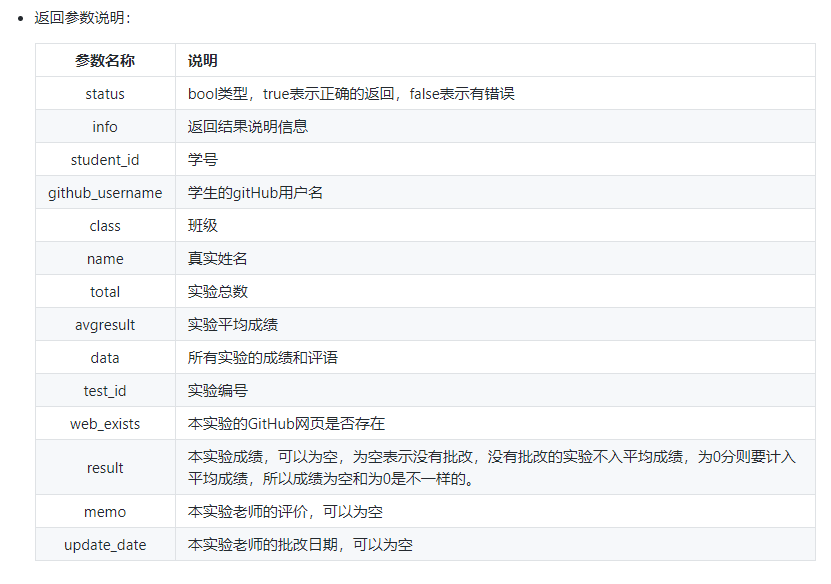 返回参数说明：
参数名称 说明
status bool类型，true表示正确的返回，false表示有错误
info 返回结果说明信息
student_id 学号
github_username 学生的gitHub用户名
class 班级
name 真实姓名
total 实验总数
avgresult 实验平均成绩
data 所有实验的成绩和评语
test_id 实验编号
web_exists 本实验的GitHub网页是否存在
result 本实验成绩，可以为空，为空表示没有批改，没有批改的实验不入平均成绩，为0分则要计入
平均成绩，所以成绩为空和为0是不一样的。
memo 本实验老师的评价，可以为空
update_date 本实验老师的批改日期，可以为空